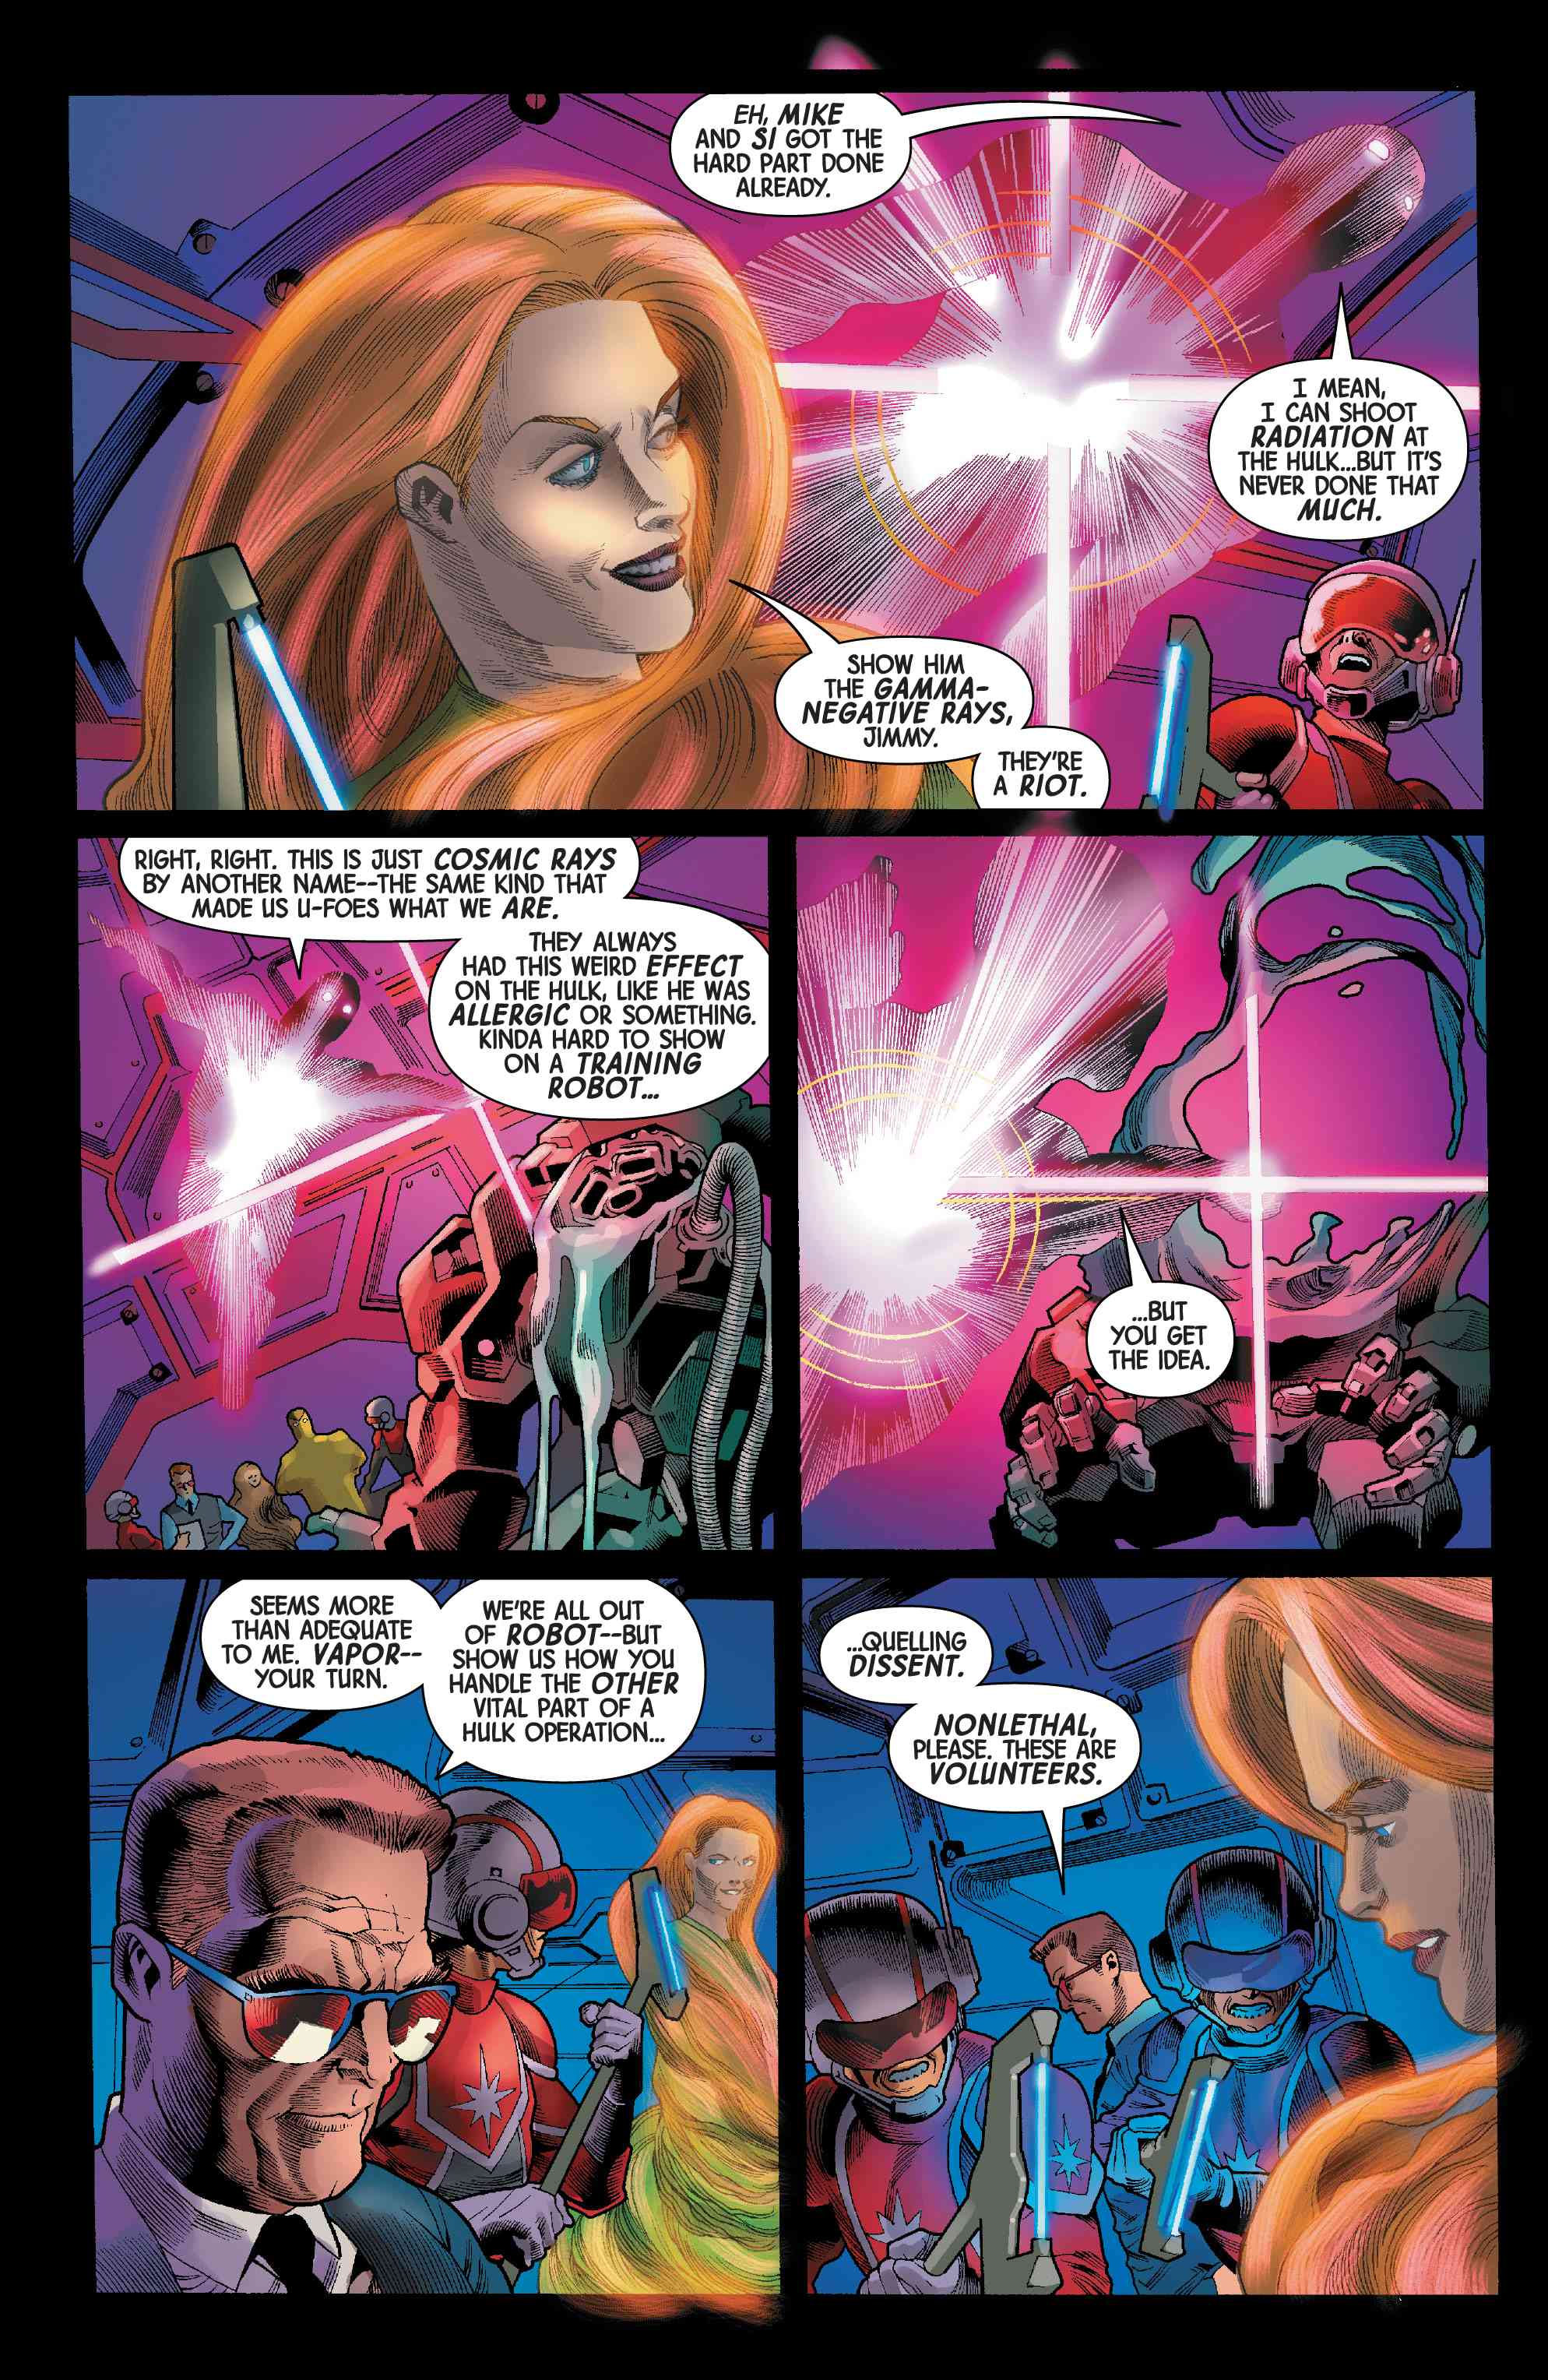 EH, MIKE
AND SI GOT THE
HARD PART DONE
ALREADY.
I MEAN,
I CAN SHOOT
RADIATION AT
THE HULK...BUT IT'S
NEVER DONE THAT
MUCH.
SHOW HIM
THE GAMMA-
NEGATIVE RAYS,
JIMMY.
THEY'RE
A RIOT.
RIGHT, RIGHT. THIS IS JUST COSMIC RAYS
BY ANOTHER NAME--THE SAME KIND THAT
MADE US U-FOES WHAT WE ARE.
THEY ALWAYS
HAD THIS WEIRD EFFECT
ON THE HULK, LIKE HE WAS
ALLERGIC OR SOMETHING.
KINDA HARD TO SHOW
ON A TRAINING
ROBOT...
...BUT
YOU GET
THE IDEA.
SEEMS MORE
THAN ADEQUATE
TO ME. VAPOR--
YOUR TURN.
WE'RE ALL OUT
OF ROBOT--BUT
SHOW US HOW YOU
HANDLE THE OTHER
VITAL PART OF A
HULK OPERATION...
...QUELLING
DISSENT.
NONLETHAL,
PLEASE. THESE ARE
VOLUNTEERS.